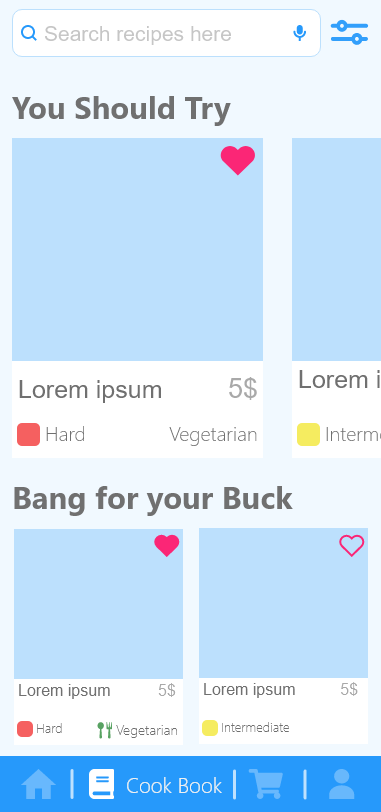 Search recipes here
You Should Try
Lorem ipsum 5$
Hard Vegetarian
Lorem i
Interm
Bang for your Buck
Lorem ipsum 5$
Hard Vegetarian
Lorem ipsum 5$
Intermediate
Cook Book